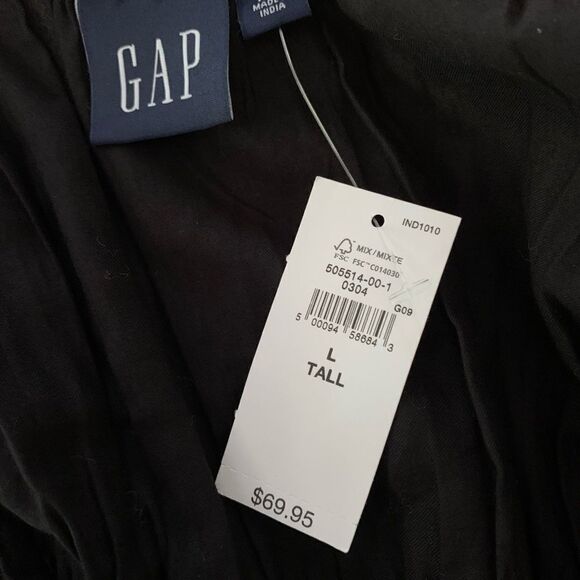 GAP
MADE
INDIA
IND1010
MIX/MIXTE
FSC FSC™C014030
505514-00-1
0304
G09
5 00094 58684 3
L
TALL
$69.95